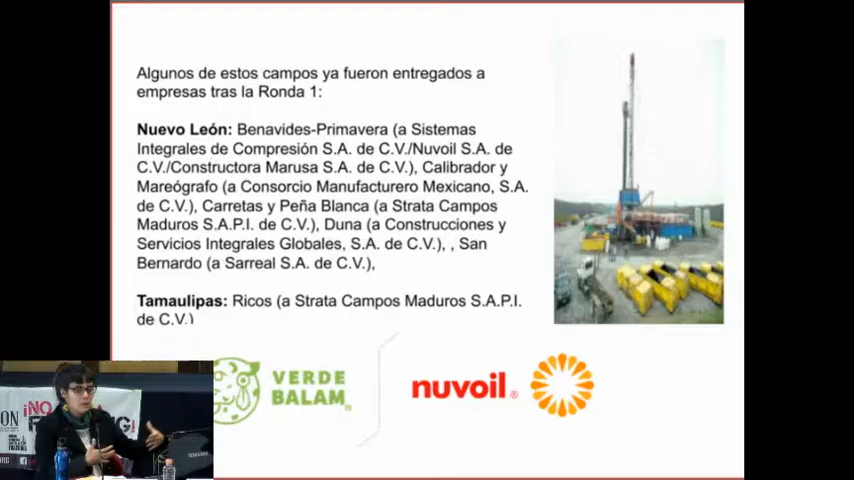 Algunos de estos campos ya fueron entregados a
empresas tras la Ronda 1:
Nuevo León: Benavides-Primavera (a Sistemas
Integrales de Compresión S.A. de C.V./Nuvoil S.A. de
C.V./Constructora Marusa S.A. de C.V.), Calibrador y
Mareógrafo (a Consorcio Manufacturero Mexicano, S.A.
de C.V.), Carretas y Peña Blanca (a Strata Campos
Maduros S.A.P.I. de C.V.), Duna (a Construcciones y
Servicios Integrales Globales, S.A. de C.V.), , San
Bernardo (a Sarreal S.A. de C.V.),
Tamaulipas: Ricos (a Strata Campos Maduros S.A.P.I.
de C.V.)
VERDE
BALAM
nuvoil®
¡NO